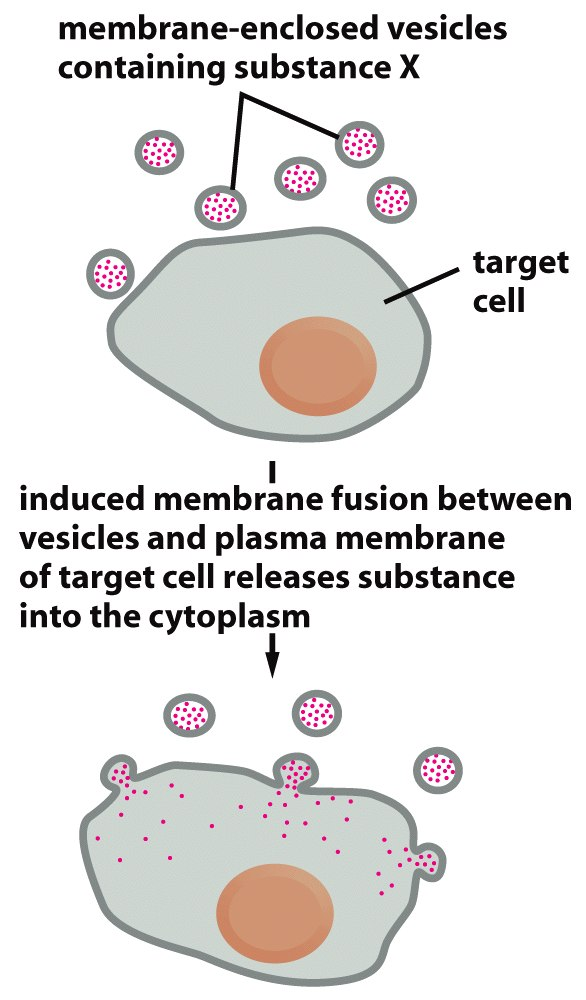 membrane-enclosed vesicles
containing substance X
target
cell
induced membrane fusion between
vesicles and plasma membrane
of target cell releases substance
into the cytoplasm